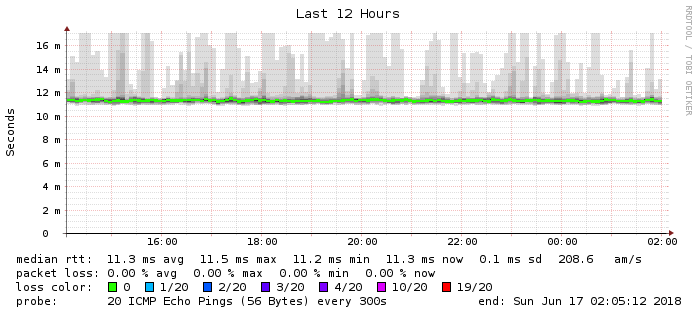 Last 12 Hours
RRDTOOL / TOBI OETIKER
Seconds
16 m
14 m
12 m
10 m
8 m
6 m
4 m
2 m
0
16:00 18:00 20:00 22:00 00:00 02:00
median rtt: 11.3 ms avg 11.5 ms max 11.2 ms min 11.3 ms now 0.1 ms sd 208.6 am/s
packet loss: 0.00 % avg 0.00 % max 0.00 % min 0.00 % now
loss color: 0 1/20 2/20 3/20 4/20 10/20 19/20
probe: 20 ICMP Echo Pings (56 Bytes) every 300s end: Sun Jun 17 02:05:12 2018